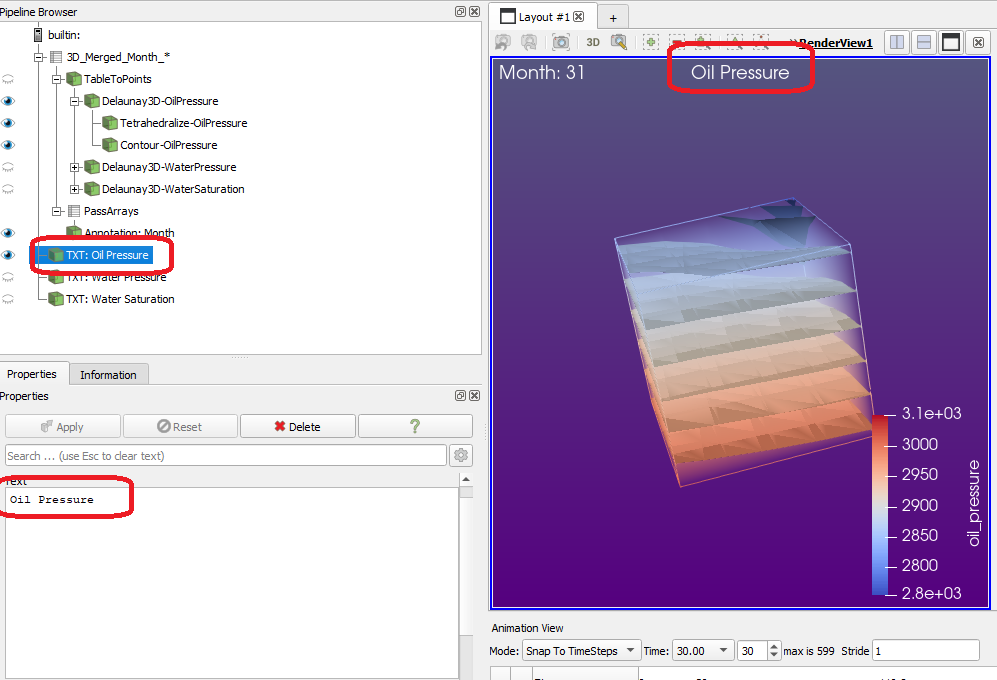 Pipeline Browser
builtin:
3D_Merged_Month_*
TableToPoints
Delaunay3D-OilPressure
Tetrahedralize-OilPressure
Contour-OilPressure
Delaunay3D-WaterPressure
Delaunay3D-WaterSaturation
PassArrays
Annotation: Month
TXT: Oil Pressure
TXT: Water Pressure
TXT: Water Saturation
Properties Information
Properties
Apply Reset Delete ?
Search ... (use Esc to clear text)
Text
Oil Pressure
Layout #1 +
3D RenderView1
Month: 31 Oil Pressure
3.1e+03
3000
2950
2900
2850
2800
2.8e+03
oil_pressure
Animation View
Mode: Snap To TimeSteps Time: 30.00 30 max is 599 Stride 1